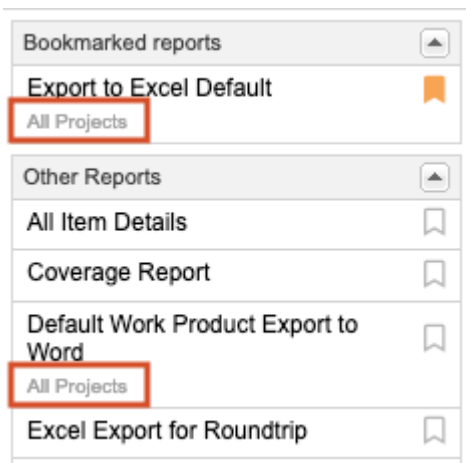 Bookmarked reports
Export to Excel Default
All Projects
Other Reports
All Item Details
Coverage Report
Default Work Product Export to
Word
All Projects
Excel Export for Roundtrip